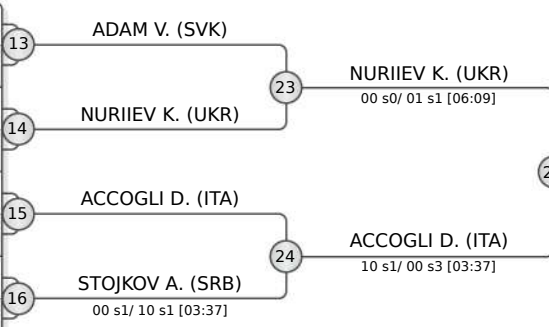 13
ADAM V. (SVK)
23
NURIIEV K. (UKR)
00 s0/ 01 s1 [06:09]
14
NURIIEV K. (UKR)
15
ACCOGLI D. (ITA)
24
ACCOGLI D. (ITA)
10 s1/ 00 s3 [03:37]
16
STOJKOV A. (SRB)
00 s1/ 10 s1 [03:37]